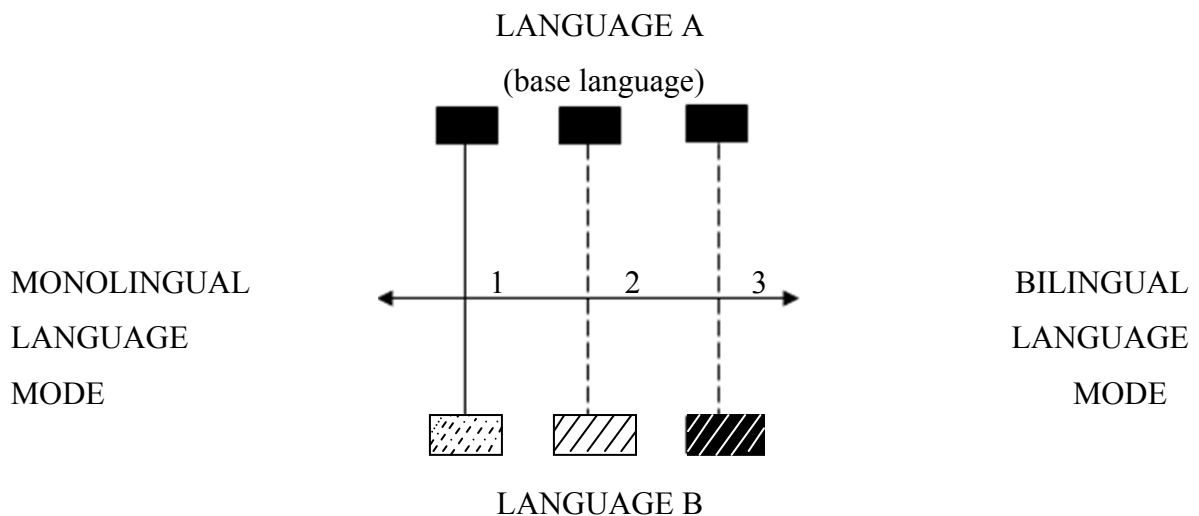 LANGUAGE A
(base language)
1 2 3
MONOLINGUAL
LANGUAGE
MODE
BILINGUAL
LANGUAGE
MODE
LANGUAGE B